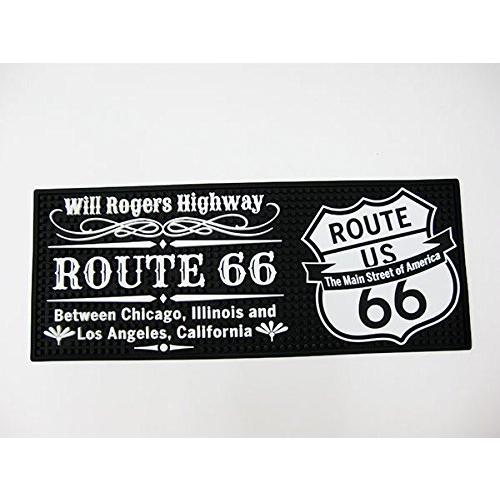 Will Rogers Highway
ROUTE 66
Between Chicago, Illinois and
Los Angeles, California
ROUTE
US
The Main Street of America
66